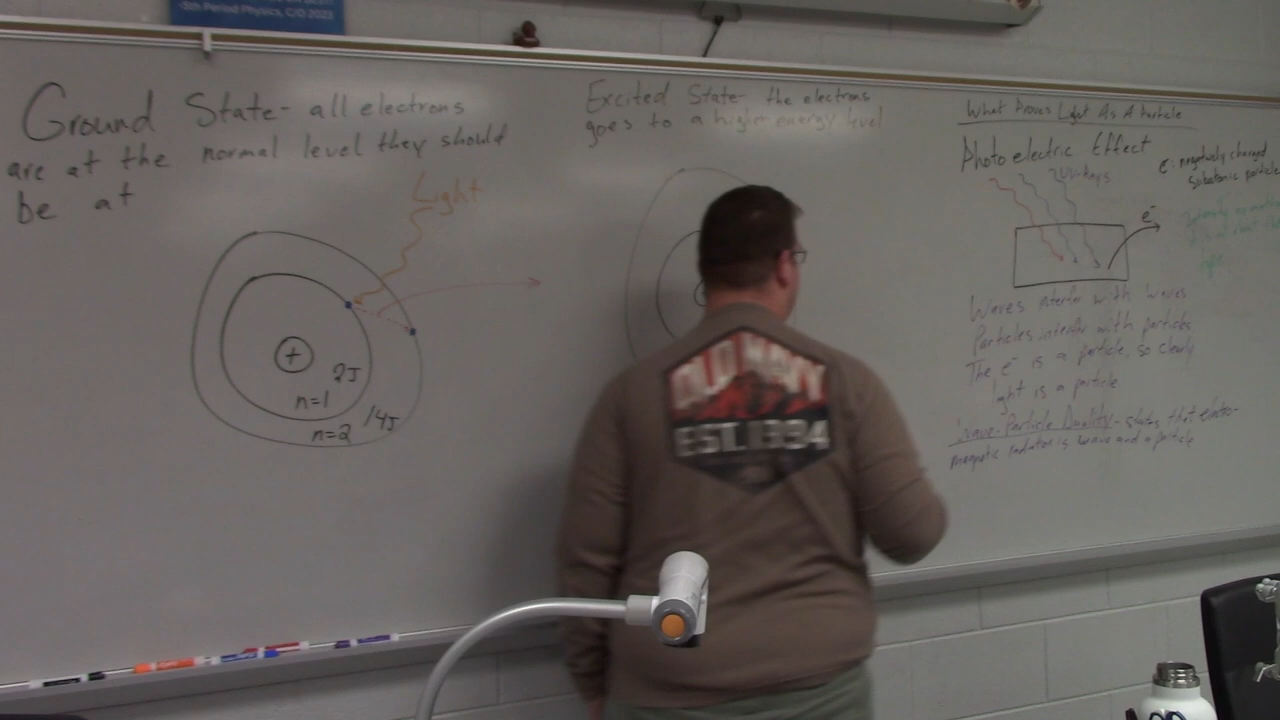 -5th Period Physics, C/O 2023
Ground State- all electrons
are at the normal level they should
be at
Light
+
2J
n=1
14J
n=2
Excited State- the electrons
goes to a higher energy level
What Proves Light As A Particle
Photoelectric Effect
UV-Rays
e⁻
e⁻: negatively charged
subatomic particle
Waves interfer with waves
Particles interfer with particles
The e⁻ is a particle, so clearly
light is a particle
Wave-Particle Duality- states that electro-
magnetic radiation is wave and a particle
OLD NAVY
EST. 1994